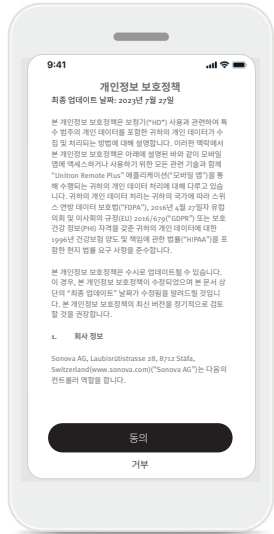 9:41
개인정보 보호정책
최종 업데이트 날짜: 2023년 7월 27일
본 개인정보 보호정책은 보청기("HD") 사용과 관련하여 특
수 범주의 개인 데이터를 포함한 귀하의 개인 데이터가 수
집 및 처리되는 방법에 대해 설명합니다. 이러한 맥락에서
본 개인정보 보호정책은 아래에 설명된 바와 같이 모바일
앱에 액세스하거나 사용하기 위한 모든 관련 기술과 함께
"Unitron Remote Plus" 애플리케이션("모바일 앱")을 통
해 수행되는 귀하의 개인 데이터 처리에 대해 다루고 있습
니다. 귀하의 개인 데이터 처리는 귀하의 국가에 따라 스위
스 연방 데이터 보호법("FDPA"), 2016년 4월 27일자 유럽
의회 및 이사회의 규정(EU) 2016/679("GDPR") 또는 보호
건강 정보(PHI) 자격을 갖춘 귀하의 개인 데이터에 대한
1996년 건강보험 양도 및 책임에 관한 법률("HIPAA")을 포
함한 현지 법률 요구 사항을 준수합니다.
본 개인정보 보호정책은 수시로 업데이트될 수 있습니다.
이 경우, 본 개인정보 보호정책이 수정되었으며 본 문서 상
단의 "최종 업데이트" 날짜가 수정됨을 알려드릴 것입니
다. 본 개인정보 보호정책의 최신 버전을 정기적으로 검토
할 것을 권장합니다.
1. 회사 정보
Sonova AG, Laubisrütistrasse 28, 8712 Stäfa,
Switzerland(www.sonova.com)("Sonova AG")는 다음의
컨트롤러 역할을 합니다.
동의
거부